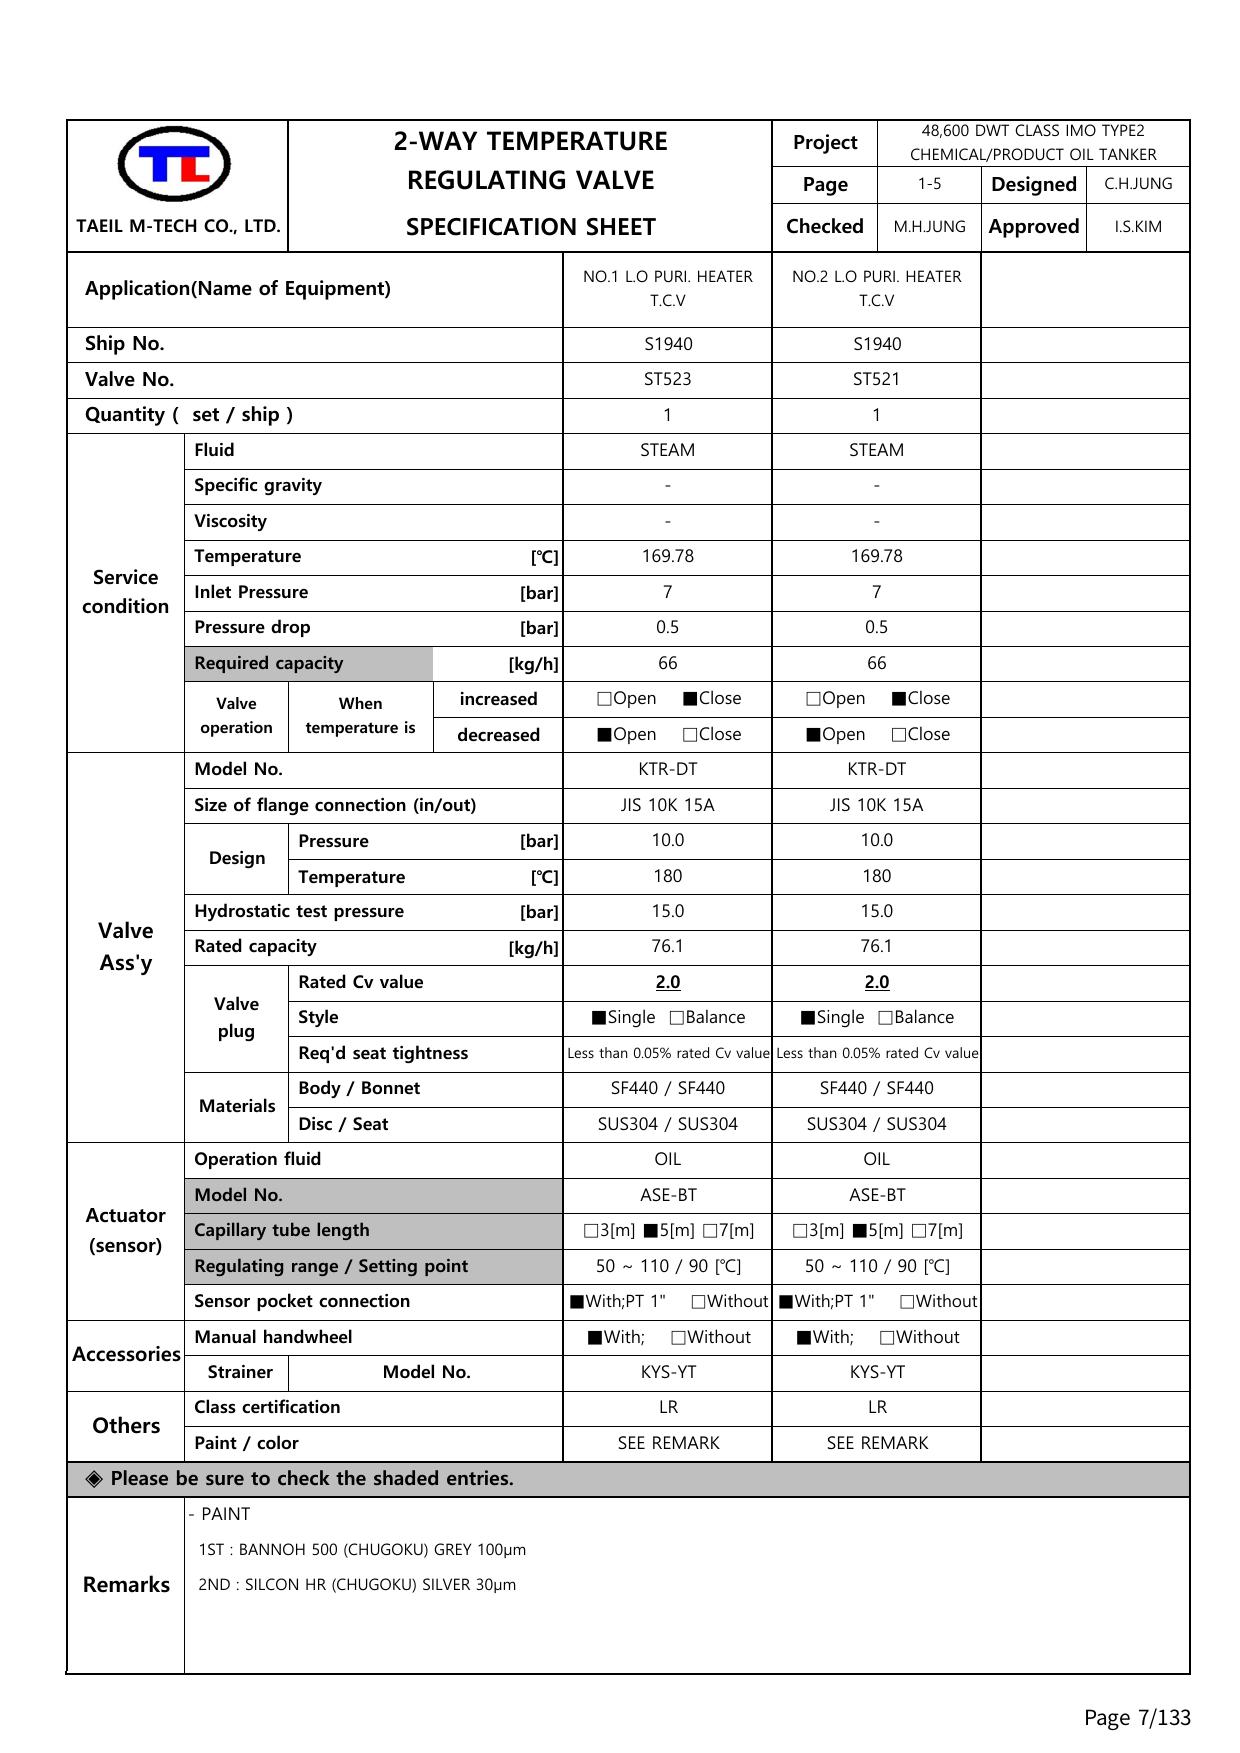 TL
TAEIL M-TECH CO., LTD.
2-WAY TEMPERATURE
REGULATING VALVE
SPECIFICATION SHEET
Project 48,600 DWT CLASS IMO TYPE2
CHEMICAL/PRODUCT OIL TANKER
Page 1-5 Designed C.H.JUNG
Checked M.H.JUNG Approved I.S.KIM
Application(Name of Equipment) NO.1 L.O PURI. HEATER T.C.V NO.2 L.O PURI. HEATER T.C.V
Ship No. S1940 S1940
Valve No. ST523 ST521
Quantity ( set / ship ) 1 1
Service condition
Fluid STEAM STEAM
Specific gravity - -
Viscosity - -
Temperature [℃] 169.78 169.78
Inlet Pressure [bar] 7 7
Pressure drop [bar] 0.5 0.5
Required capacity [kg/h] 66 66
Valve operation When temperature is
increased □Open ■Close □Open ■Close
decreased ■Open □Close ■Open □Close
Valve Ass'y
Model No. KTR-DT KTR-DT
Size of flange connection (in/out) JIS 10K 15A JIS 10K 15A
Design
Pressure [bar] 10.0 10.0
Temperature [℃] 180 180
Hydrostatic test pressure [bar] 15.0 15.0
Rated capacity [kg/h] 76.1 76.1
Valve plug
Rated Cv value 2.0 2.0
Style ■Single □Balance ■Single □Balance
Req'd seat tightness Less than 0.05% rated Cv value Less than 0.05% rated Cv value
Materials
Body / Bonnet SF440 / SF440 SF440 / SF440
Disc / Seat SUS304 / SUS304 SUS304 / SUS304
Actuator (sensor)
Operation fluid OIL OIL
Model No. ASE-BT ASE-BT
Capillary tube length □3[m] ■5[m] □7[m] □3[m] ■5[m] □7[m]
Regulating range / Setting point 50 ~ 110 / 90 [℃] 50 ~ 110 / 90 [℃]
Sensor pocket connection ■With;PT 1" □Without ■With;PT 1" □Without
Accessories
Manual handwheel ■With; □Without ■With; □Without
Strainer Model No. KYS-YT KYS-YT
Others
Class certification LR LR
Paint / color SEE REMARK SEE REMARK
◈ Please be sure to check the shaded entries.
Remarks
- PAINT
1ST : BANNOH 500 (CHUGOKU) GREY 100µm
2ND : SILCON HR (CHUGOKU) SILVER 30µm
Page 7/133